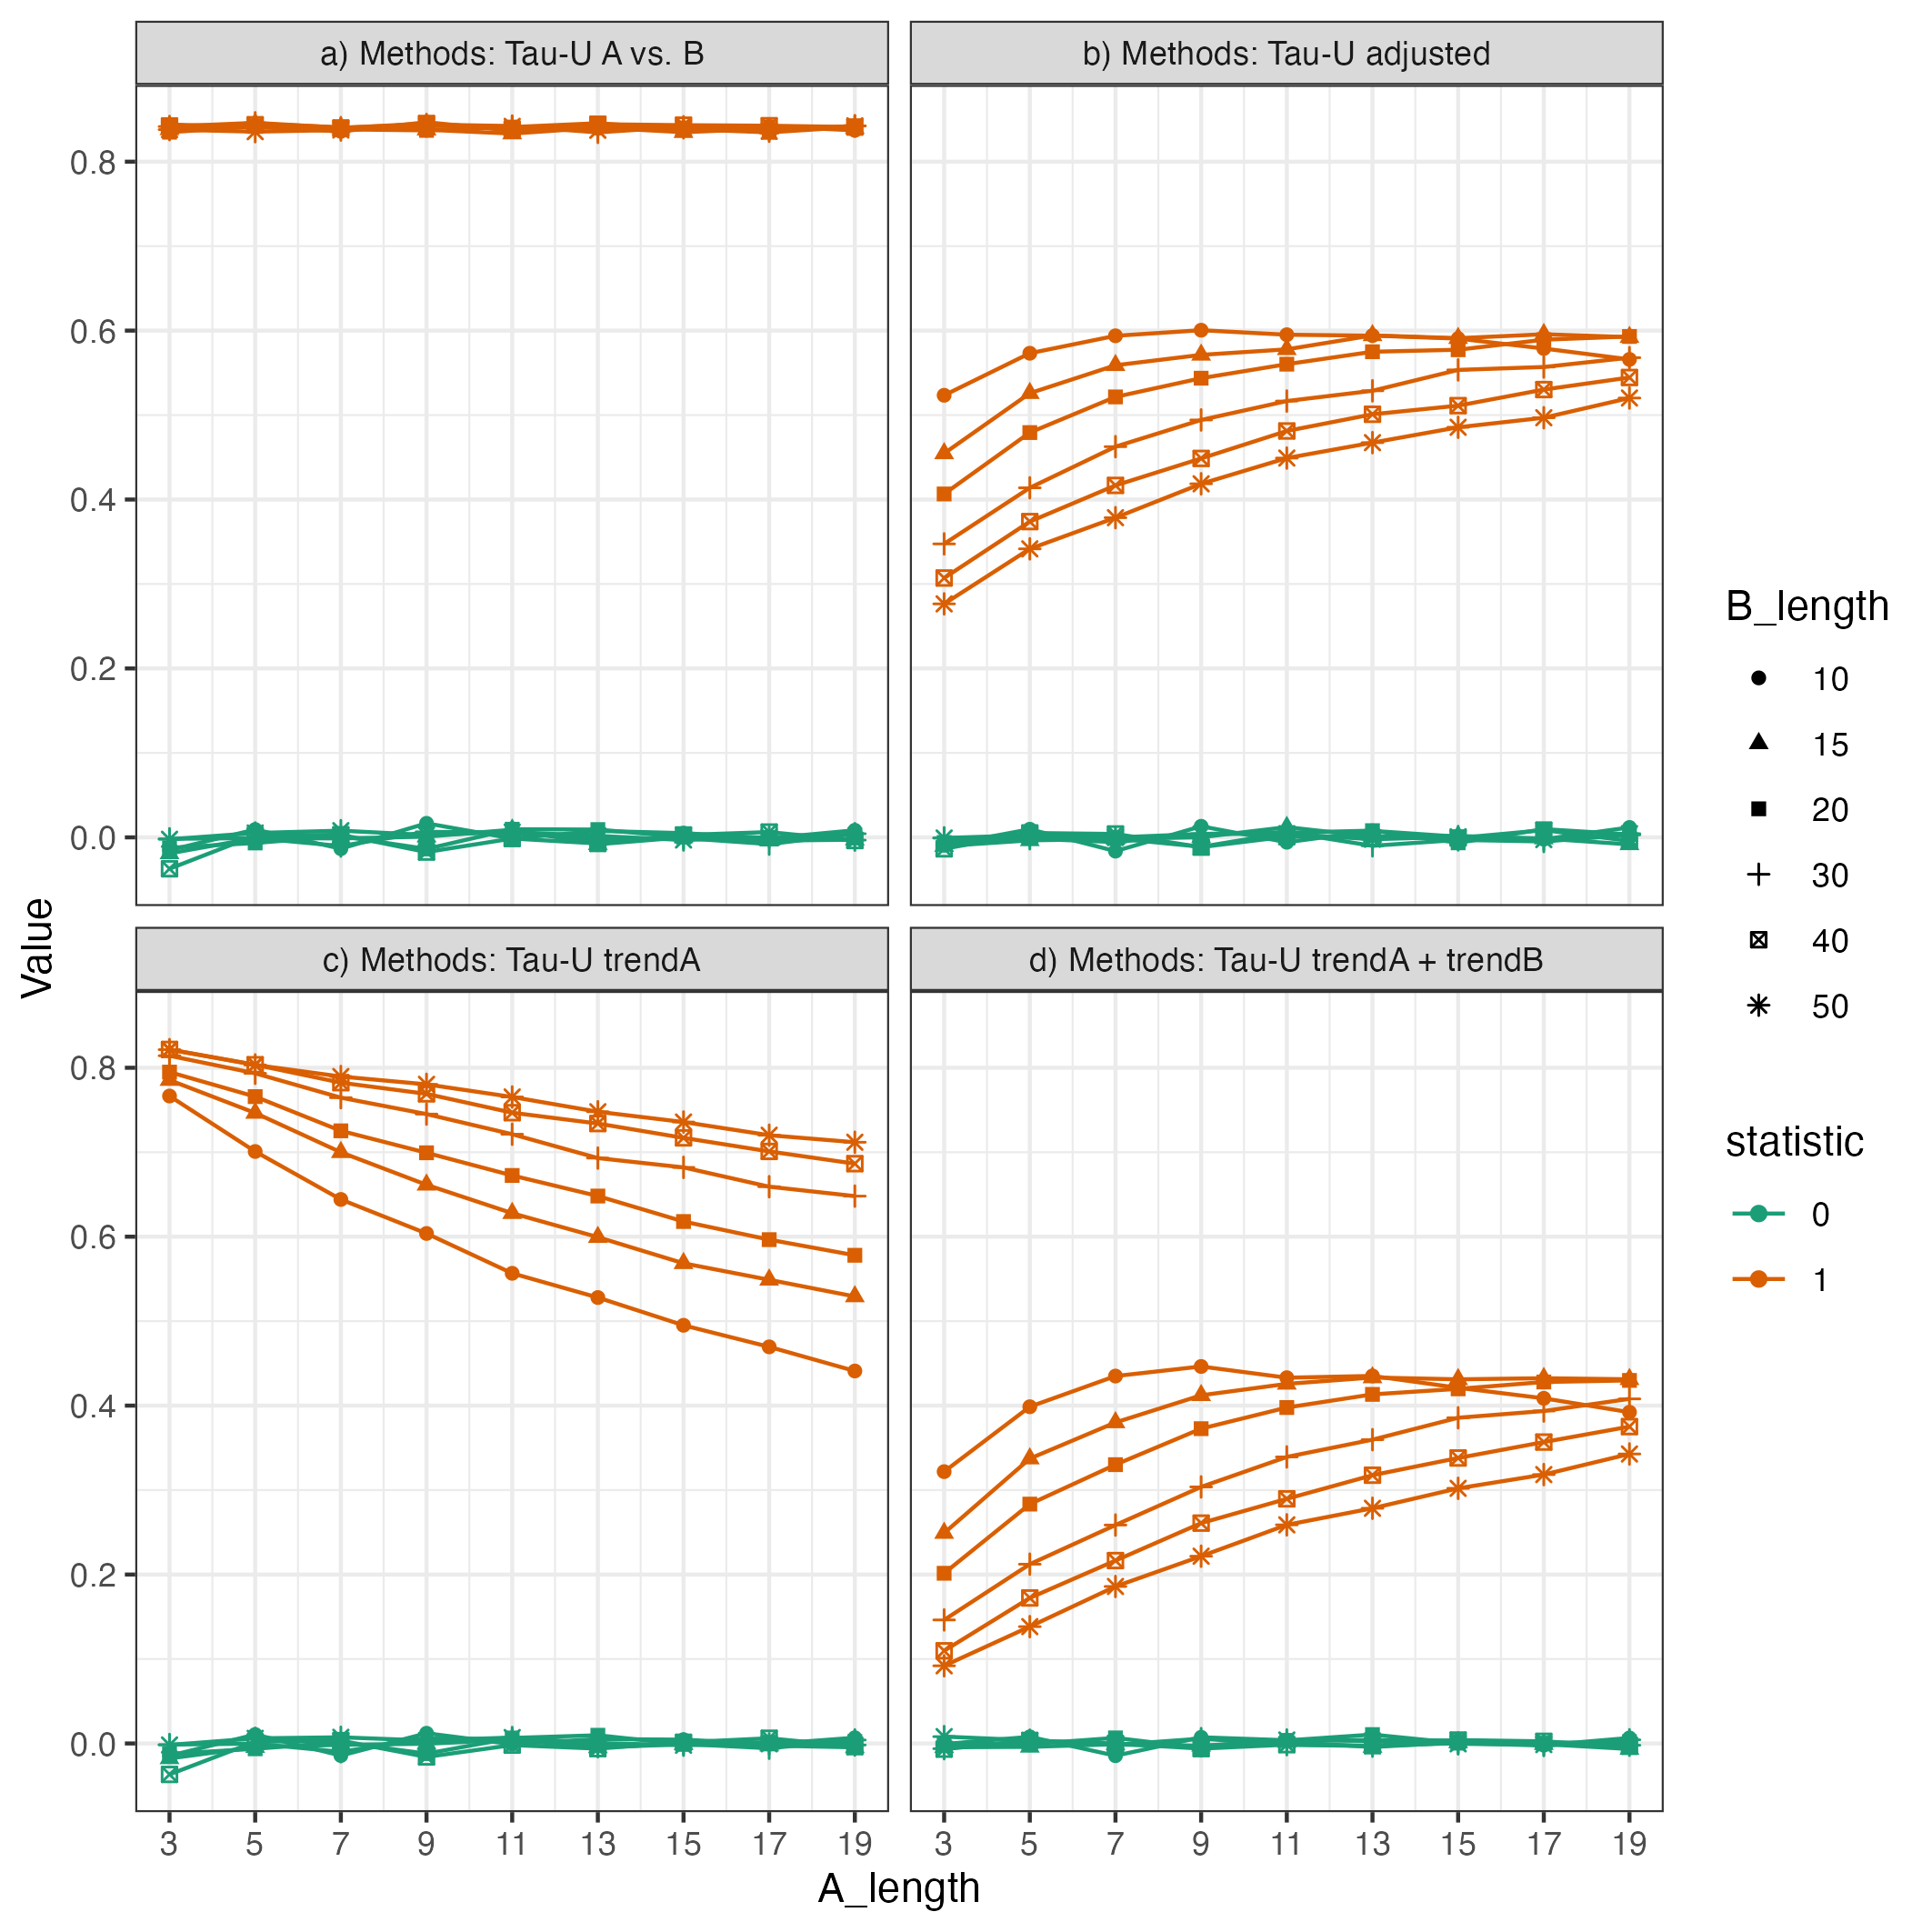 a) Methods: Tau-U A vs. B
b) Methods: Tau-U adjusted
0.8
0.6
0.4
0.2
0.0
c) Methods: Tau-U trendA
d) Methods: Tau-U trendA + trendB
0.8
0.6
0.4
0.2
0.0
3 5 7 9 11 13 15 17 19
3 5 7 9 11 13 15 17 19
A_length
Value
B_length
10
15
20
30
40
50
statistic
0
1